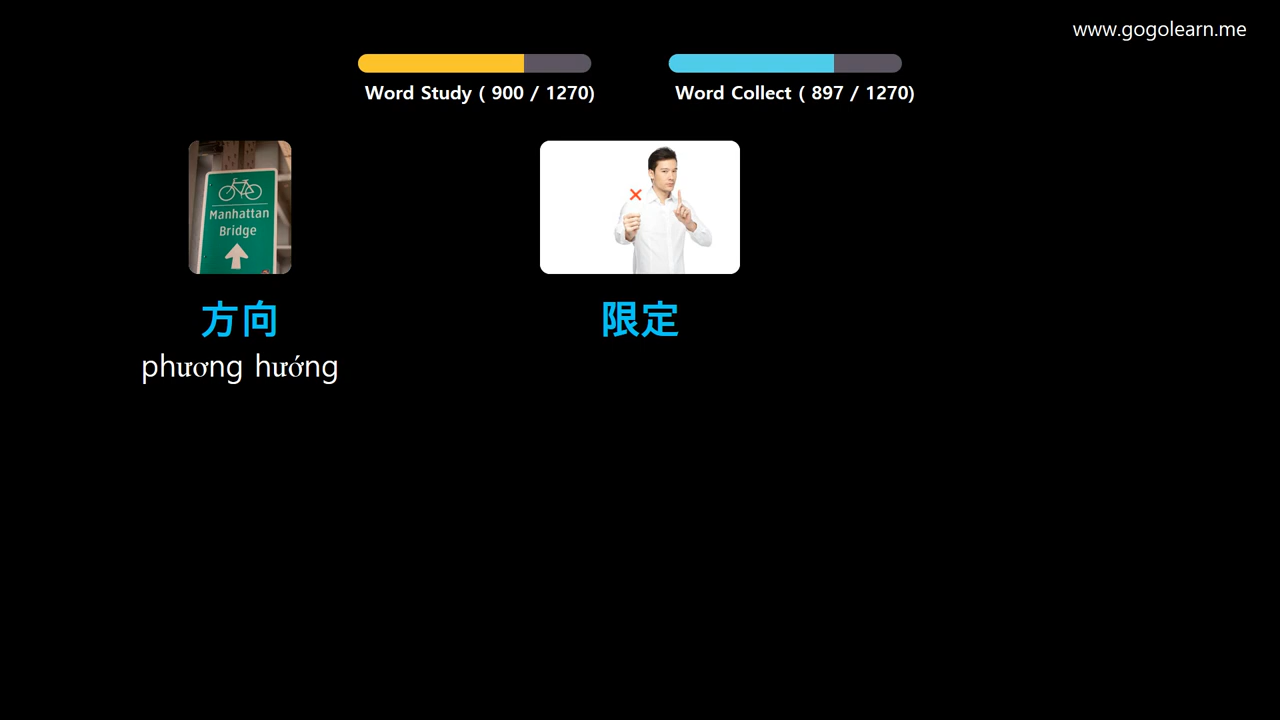 www.gogolearn.me
Word Study ( 900 / 1270)
Word Collect ( 897 / 1270)
Manhattan
Bridge
方向
限定
phương hướng